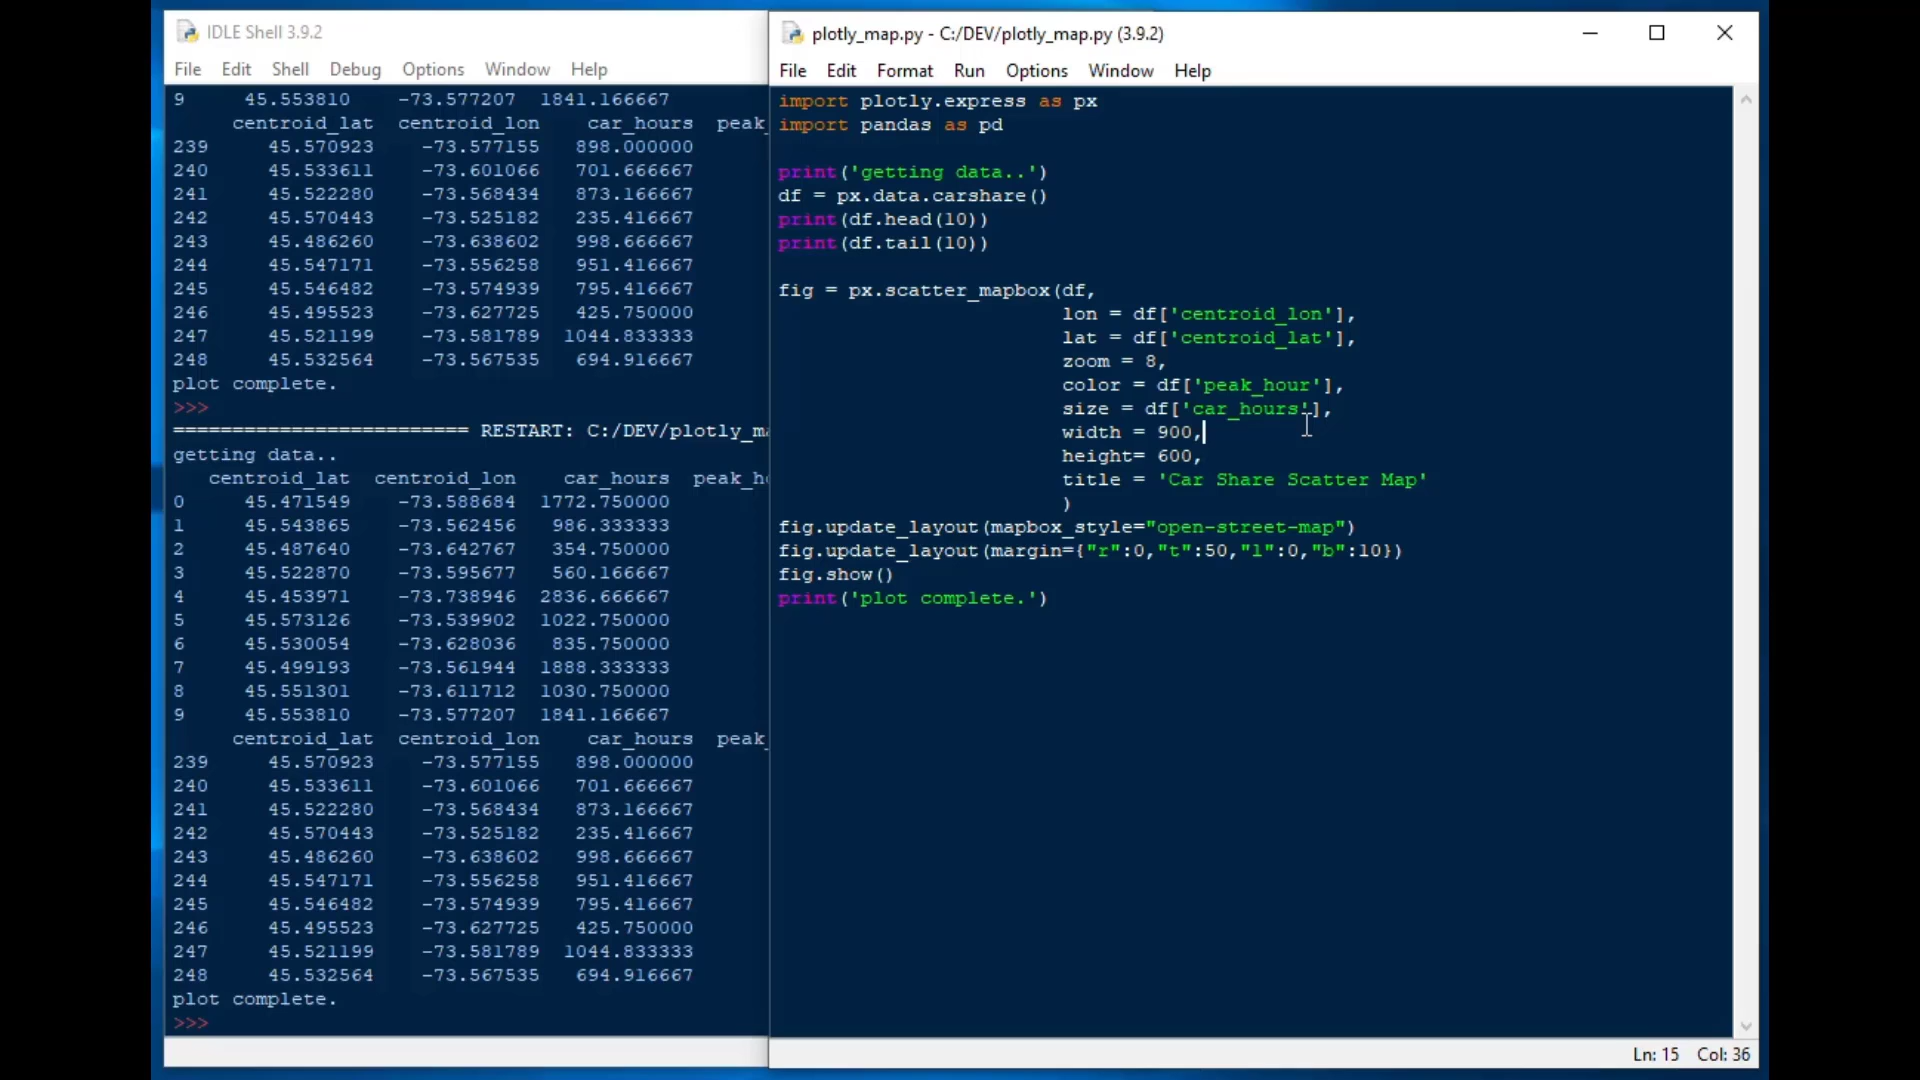 IDLE Shell 3.9.2
File Edit Shell Debug Options Window Help
9 45.553810 -73.577207 1841.166667
centroid_lat centroid_lon car_hours peak_
239 45.570923 -73.577155 898.000000
240 45.533611 -73.601066 701.666667
241 45.522280 -73.568434 873.166667
242 45.570443 -73.525182 235.416667
243 45.486260 -73.638602 998.666667
244 45.547171 -73.556258 951.416667
245 45.546482 -73.574939 795.416667
246 45.495523 -73.627725 425.750000
247 45.521199 -73.581789 1044.833333
248 45.532564 -73.567535 694.916667
plot complete.
>>>
========================= RESTART: C:/DEV/plotly_m
getting data..
centroid_lat centroid_lon car_hours peak_h
0 45.471549 -73.588684 1772.750000
1 45.543865 -73.562456 986.333333
2 45.487640 -73.642767 354.750000
3 45.522870 -73.595677 560.166667
4 45.453971 -73.738946 2836.666667
5 45.573126 -73.539902 1022.750000
6 45.530054 -73.628036 835.750000
7 45.499193 -73.561944 1888.333333
8 45.551301 -73.611712 1030.750000
9 45.553810 -73.577207 1841.166667
centroid_lat centroid_lon car_hours peak_
239 45.570923 -73.577155 898.000000
240 45.533611 -73.601066 701.666667
241 45.522280 -73.568434 873.166667
242 45.570443 -73.525182 235.416667
243 45.486260 -73.638602 998.666667
244 45.547171 -73.556258 951.416667
245 45.546482 -73.574939 795.416667
246 45.495523 -73.627725 425.750000
247 45.521199 -73.581789 1044.833333
248 45.532564 -73.567535 694.916667
plot complete.
>>>
plotly_map.py - C:/DEV/plotly_map.py (3.9.2)
File Edit Format Run Options Window Help
import plotly.express as px
import pandas as pd
print('getting data..')
df = px.data.carshare()
print(df.head(10))
print(df.tail(10))
fig = px.scatter_mapbox(df,
lon = df['centroid_lon'],
lat = df['centroid_lat'],
zoom = 8,
color = df['peak_hour'],
size = df['car_hours'],
width = 900,
height= 600,
title = 'Car Share Scatter Map'
)
fig.update_layout(mapbox_style="open-street-map")
fig.update_layout(margin={"r":0,"t":50,"l":0,"b":10})
fig.show()
print('plot complete.')
Ln: 15 Col: 36